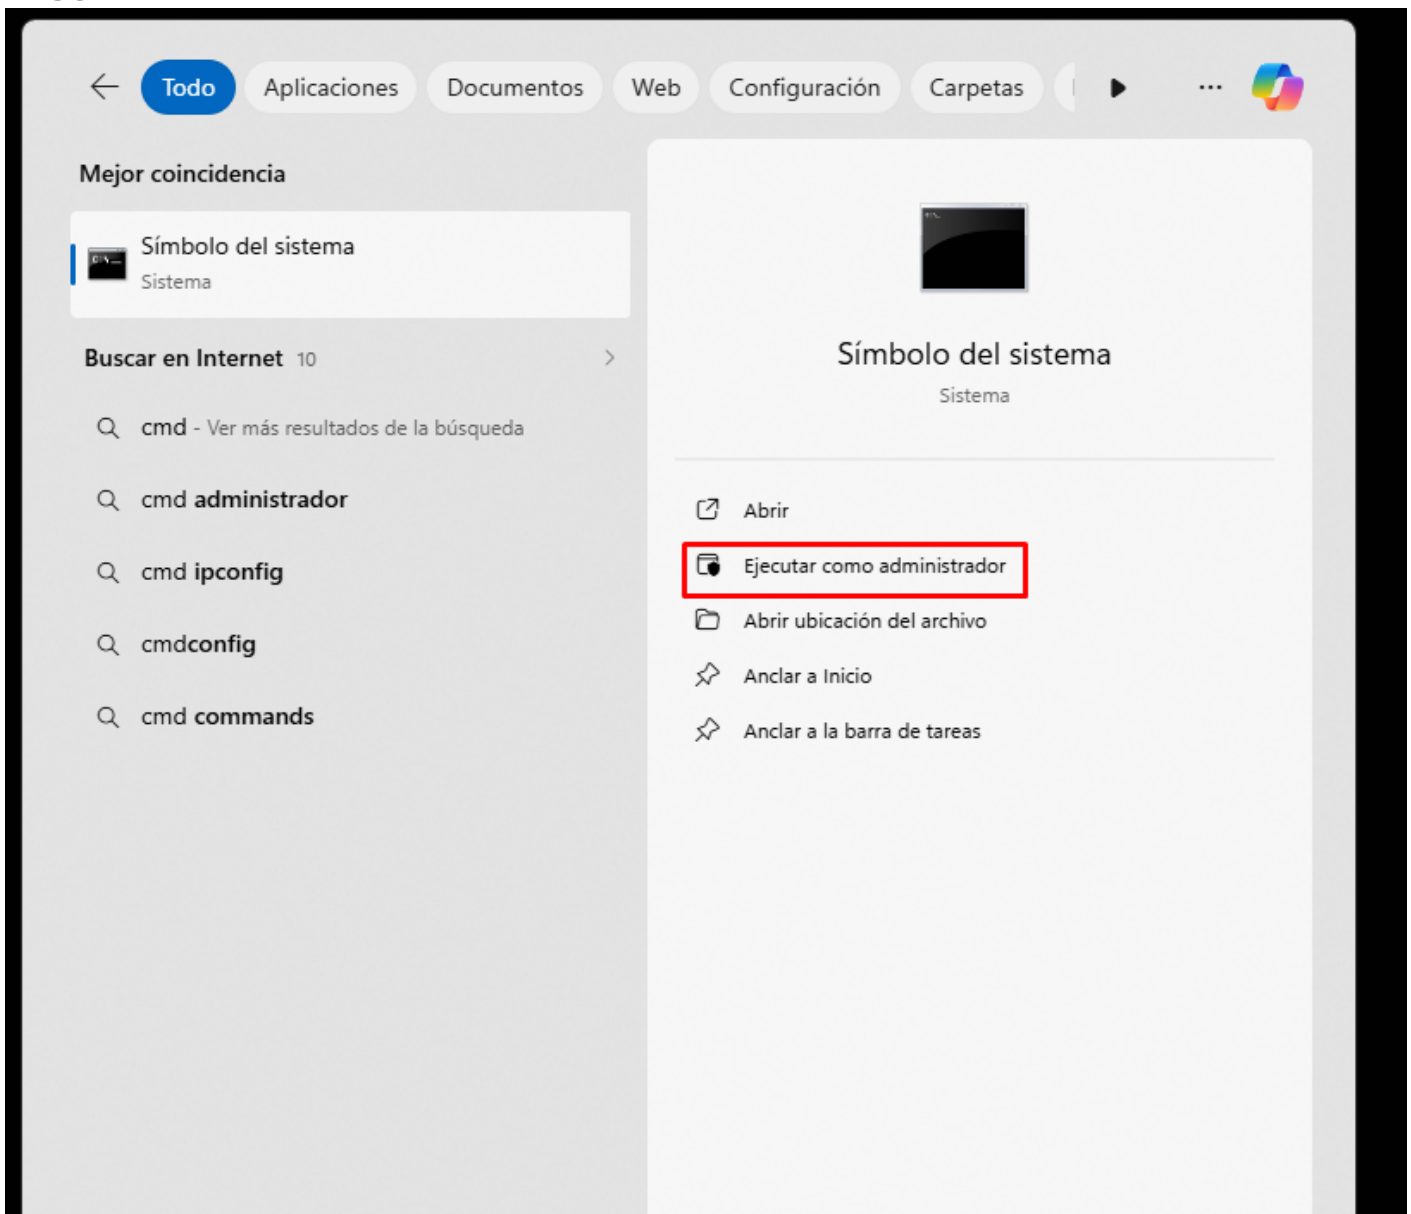 Todo Aplicaciones Documentos Web Configuración Carpetas ...
Mejor coincidencia
Símbolo del sistema
Sistema
Buscar en Internet 10
cmd - Ver más resultados de la búsqueda
cmd administrador
cmd ipconfig
cmdconfig
cmd commands
Símbolo del sistema
Sistema
Abrir
Ejecutar como administrador
Abrir ubicación del archivo
Anclar a Inicio
Anclar a la barra de tareas